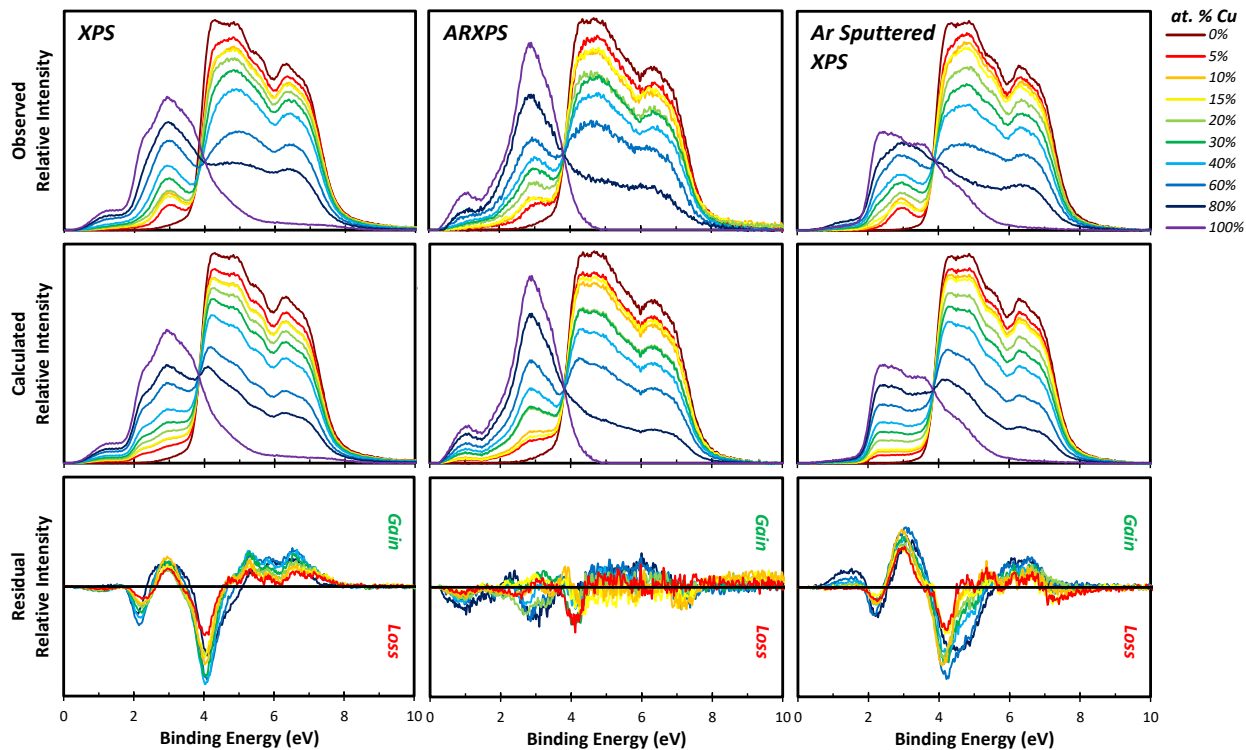 XPS
ARXPS
Ar Sputtered
XPS
at. % Cu
0%
5%
10%
15%
20%
30%
40%
60%
80%
100%
Observed
Relative Intensity
Calculated
Relative Intensity
Residual
Relative Intensity
Gain
Loss
Gain
Loss
Gain
Loss
0 2 4 6 8 10
0 2 4 6 8 10
0 2 4 6 8 10
Binding Energy (eV)
Binding Energy (eV)
Binding Energy (eV)